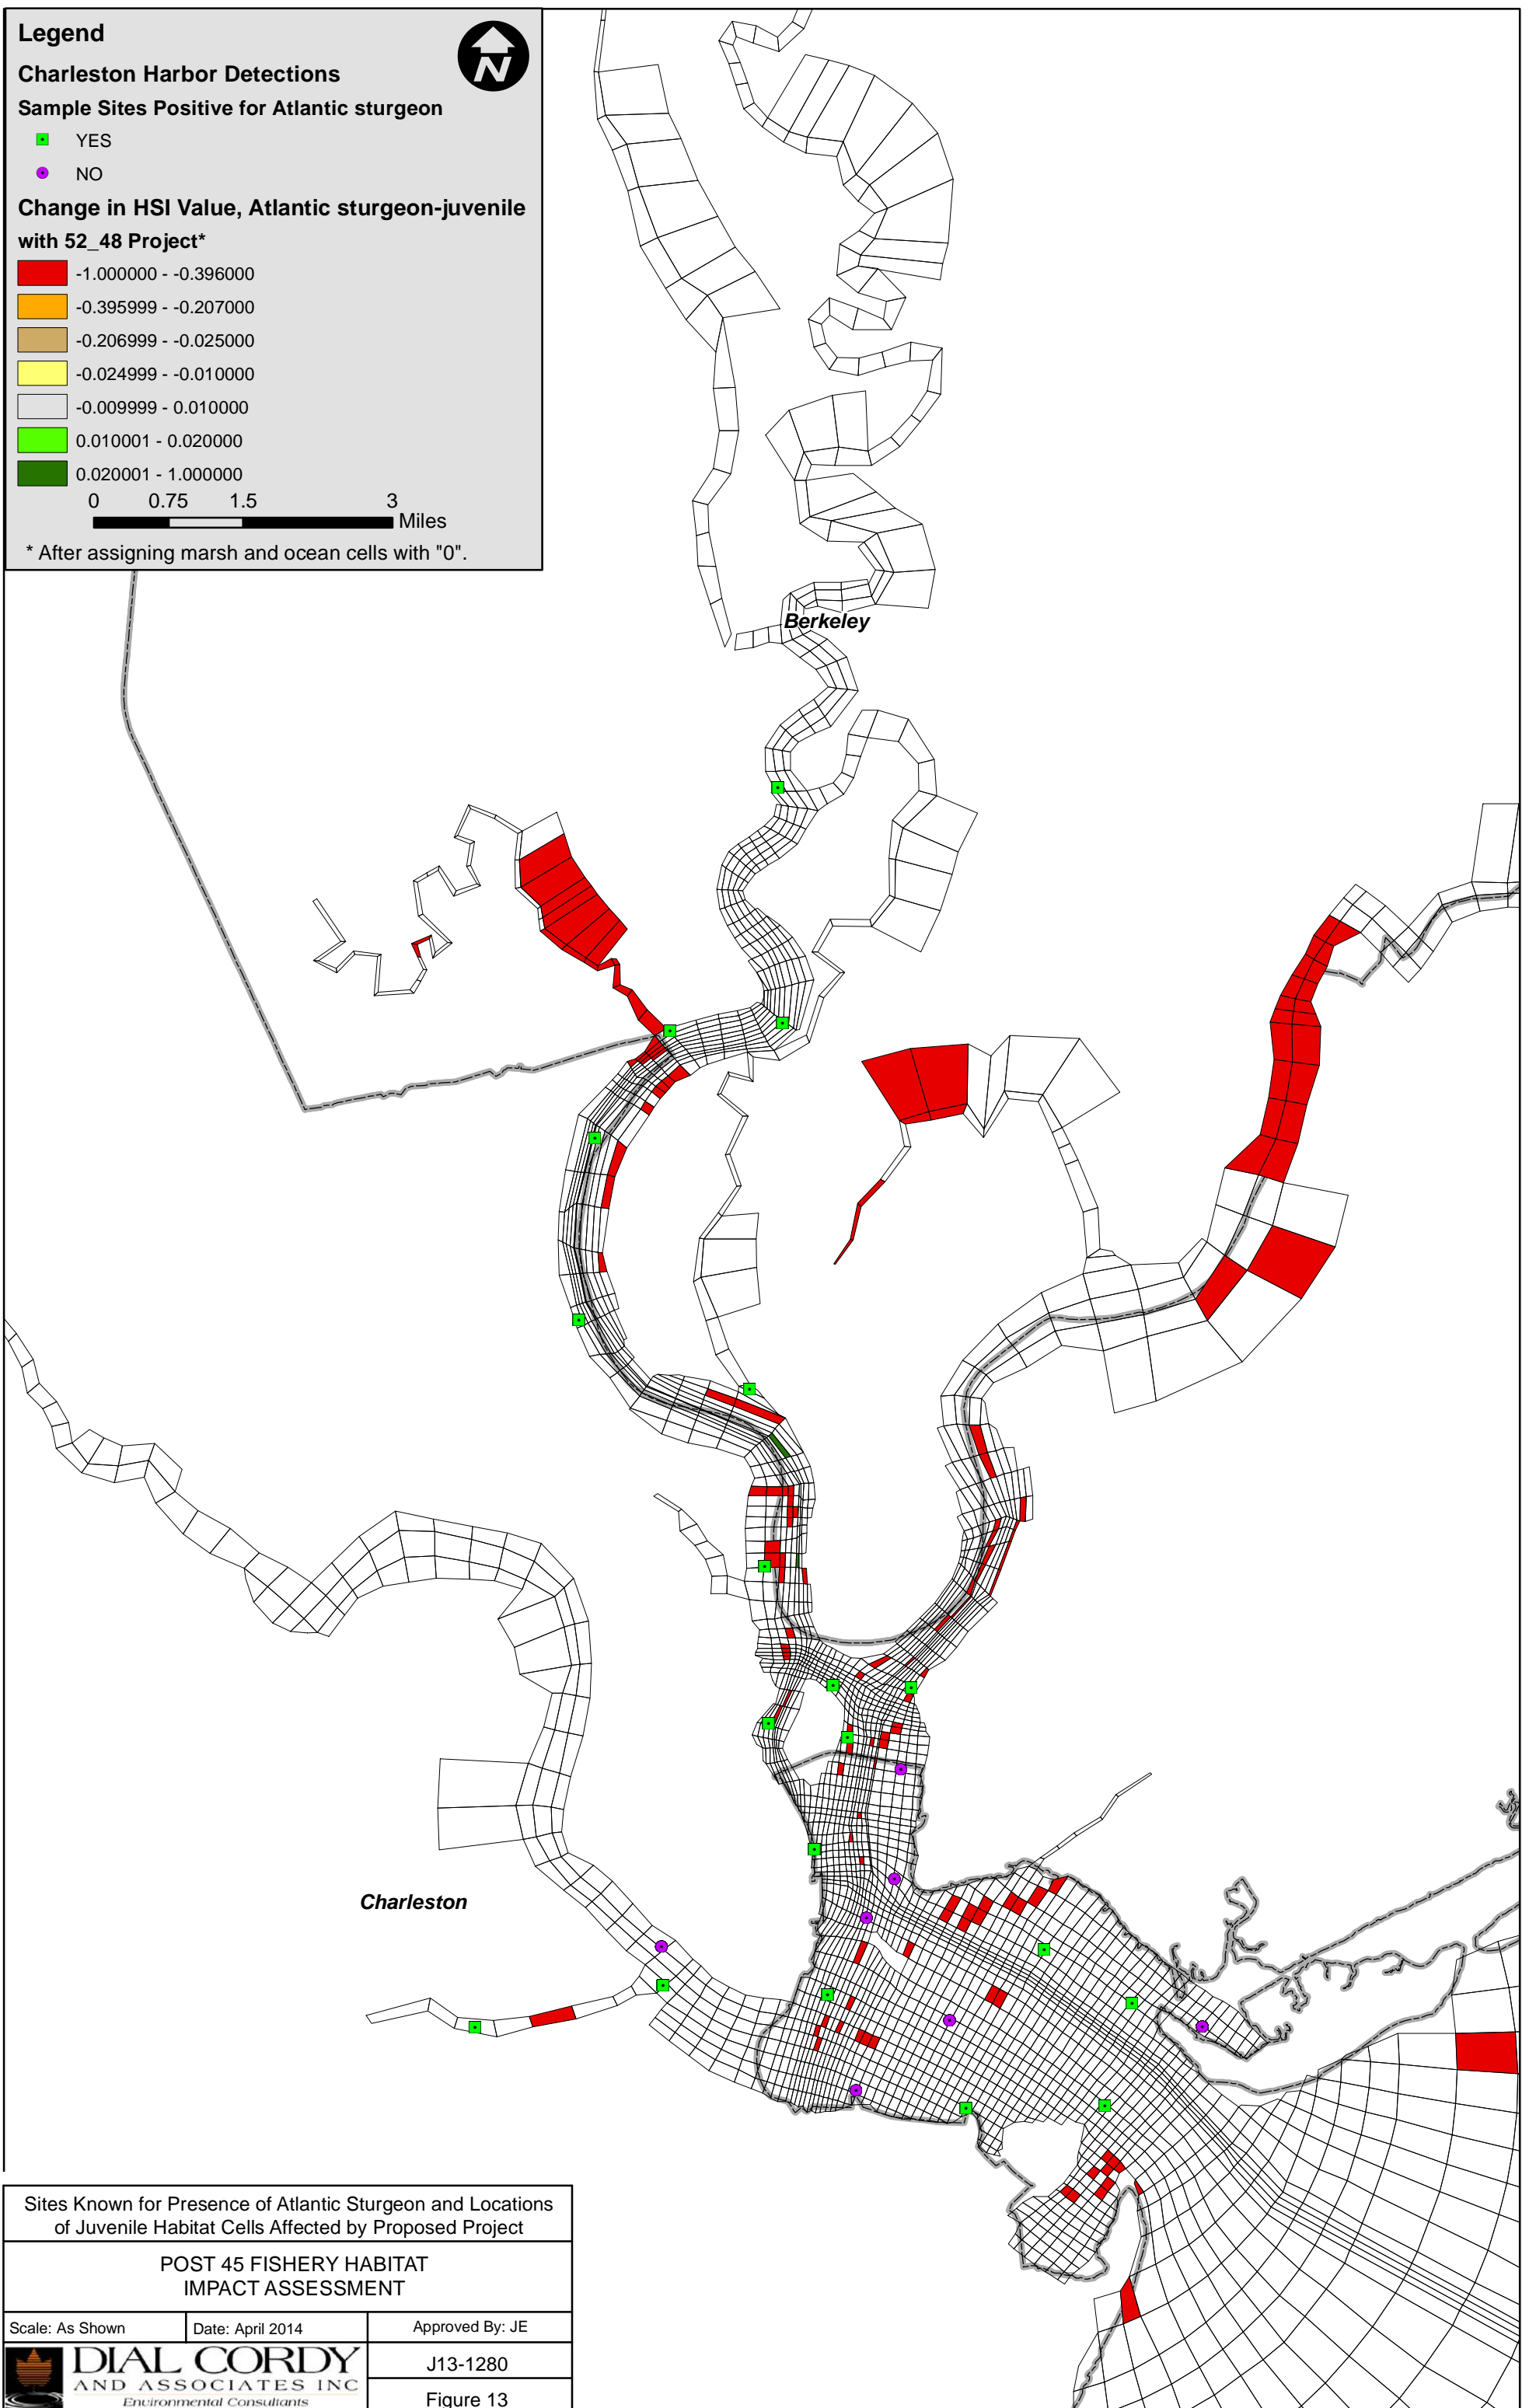 Legend
Charleston Harbor Detections
N
Sample Sites Positive for Atlantic sturgeon
YES
NO
Change in HSI Value, Atlantic sturgeon-juvenile
with 52_48 Project*
-1.000000 - -0.396000
-0.395999 - -0.207000
-0.206999 - -0.025000
-0.024999 - -0.010000
-0.009999 - 0.010000
0.010001 - 0.020000
0.020001 - 1.000000
0 0.75 1.5 3
Miles
* After assigning marsh and ocean cells with "0".
Berkeley
Charleston
Sites Known for Presence of Atlantic Sturgeon and Locations
of Juvenile Habitat Cells Affected by Proposed Project
POST 45 FISHERY HABITAT
IMPACT ASSESSMENT
Scale: As Shown
Date: April 2014
Approved By: JE
DIAL CORDY
AND ASSOCIATES INC
Environmental Consultants
J13-1280
Figure 13